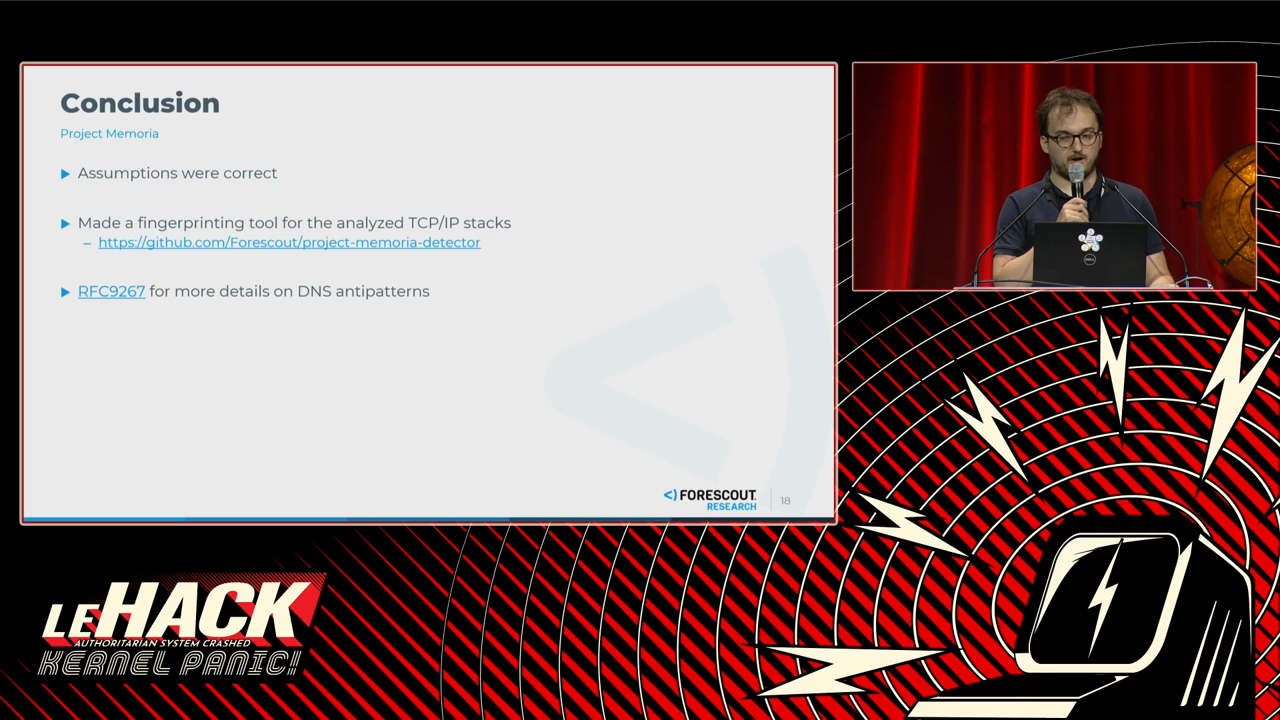 Conclusion
Project Memoria
Assumptions were correct
Made a fingerprinting tool for the analyzed TCP/IP stacks
– https://github.com/Forescout/project-memoria-detector
RFC9267 for more details on DNS antipatterns
<) FORESCOUT
RESEARCH
18
DELL
LEHACK
AUTHORITARIAN SYSTEM CRASHED
KERNEL PANIC!